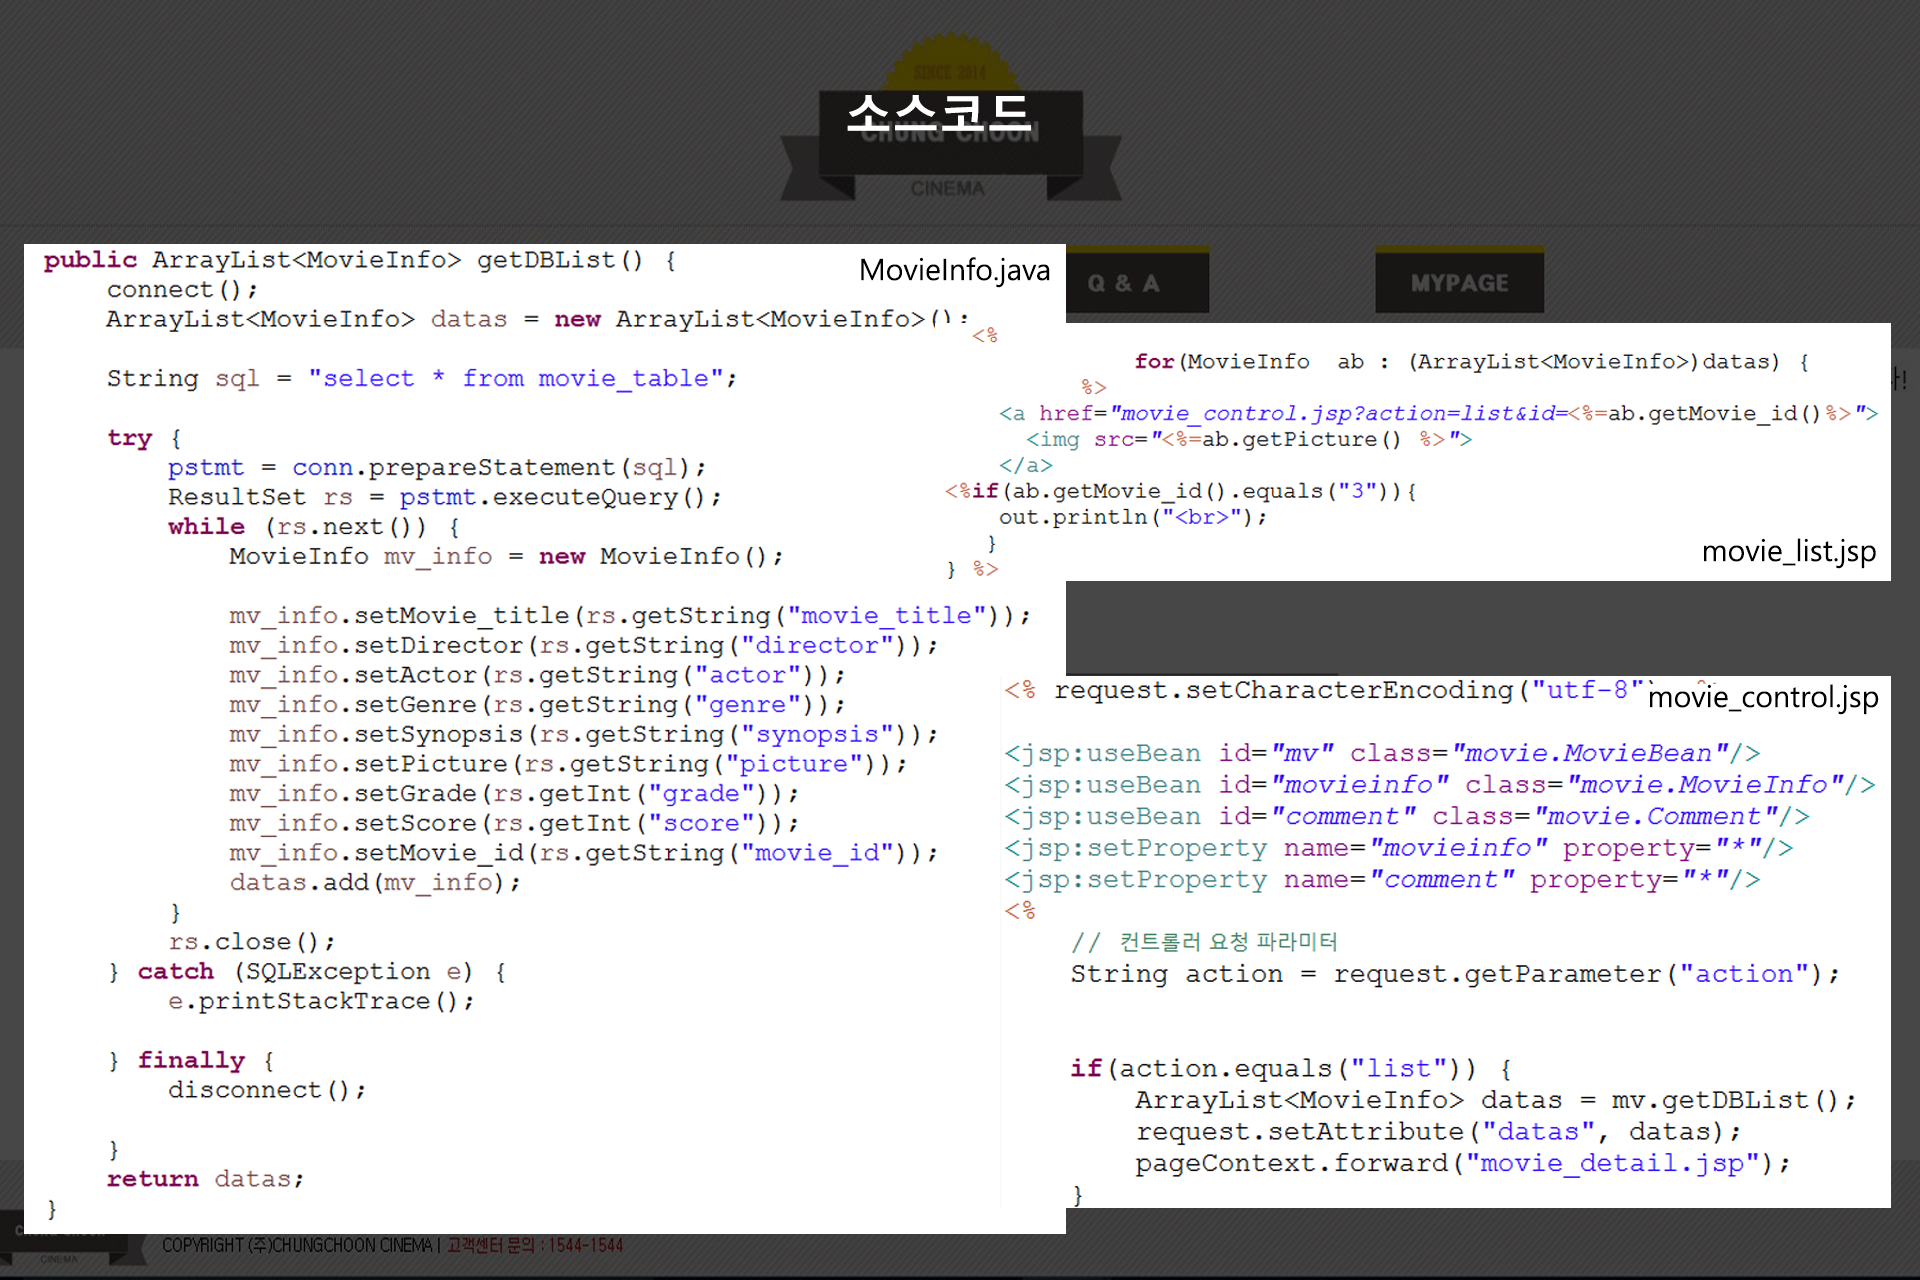 SINCE 2014
소스코드
CHUNG CHOON
CINEMA
Q & A
MYPAGE
MovieInfo.java
public ArrayList<MovieInfo> getDBList() {
connect();
ArrayList<MovieInfo> datas = new ArrayList<MovieInfo>();
String sql = "select * from movie_table";
try {
pstmt = conn.prepareStatement(sql);
ResultSet rs = pstmt.executeQuery();
while (rs.next()) {
MovieInfo mv_info = new MovieInfo();
mv_info.setMovie_title(rs.getString("movie_title"));
mv_info.setDirector(rs.getString("director"));
mv_info.setActor(rs.getString("actor"));
mv_info.setGenre(rs.getString("genre"));
mv_info.setSynopsis(rs.getString("synopsis"));
mv_info.setPicture(rs.getString("picture"));
mv_info.setGrade(rs.getInt("grade"));
mv_info.setScore(rs.getInt("score"));
mv_info.setMovie_id(rs.getString("movie_id"));
datas.add(mv_info);
}
rs.close();
} catch (SQLException e) {
e.printStackTrace();
} finally {
disconnect();
}
return datas;
}
<%
for(MovieInfo ab : (ArrayList<MovieInfo>)datas) {
%>
<a href="movie_control.jsp?action=list&id=<%=ab.getMovie_id()%>">
<img src="<%=ab.getPicture() %>">
</a>
<%if(ab.getMovie_id().equals("3")){
out.println("<br>");
}
} %>
movie_list.jsp
movie_control.jsp
<% request.setCharacterEncoding("utf-8")
<jsp:useBean id="mv" class="movie.MovieBean"/>
<jsp:useBean id="movieinfo" class="movie.MovieInfo"/>
<jsp:useBean id="comment" class="movie.Comment"/>
<jsp:setProperty name="movieinfo" property="*"/>
<jsp:setProperty name="comment" property="*"/>
<%
// 컨트롤러 요청 파라미터
String action = request.getParameter("action");
if(action.equals("list")) {
ArrayList<MovieInfo> datas = mv.getDBList();
request.setAttribute("datas", datas);
pageContext.forward("movie_detail.jsp");
}
CINEMA
COPYRIGHT (주)CHUNGCHOON CINEMA | 고객센터 문의 : 1544-1544